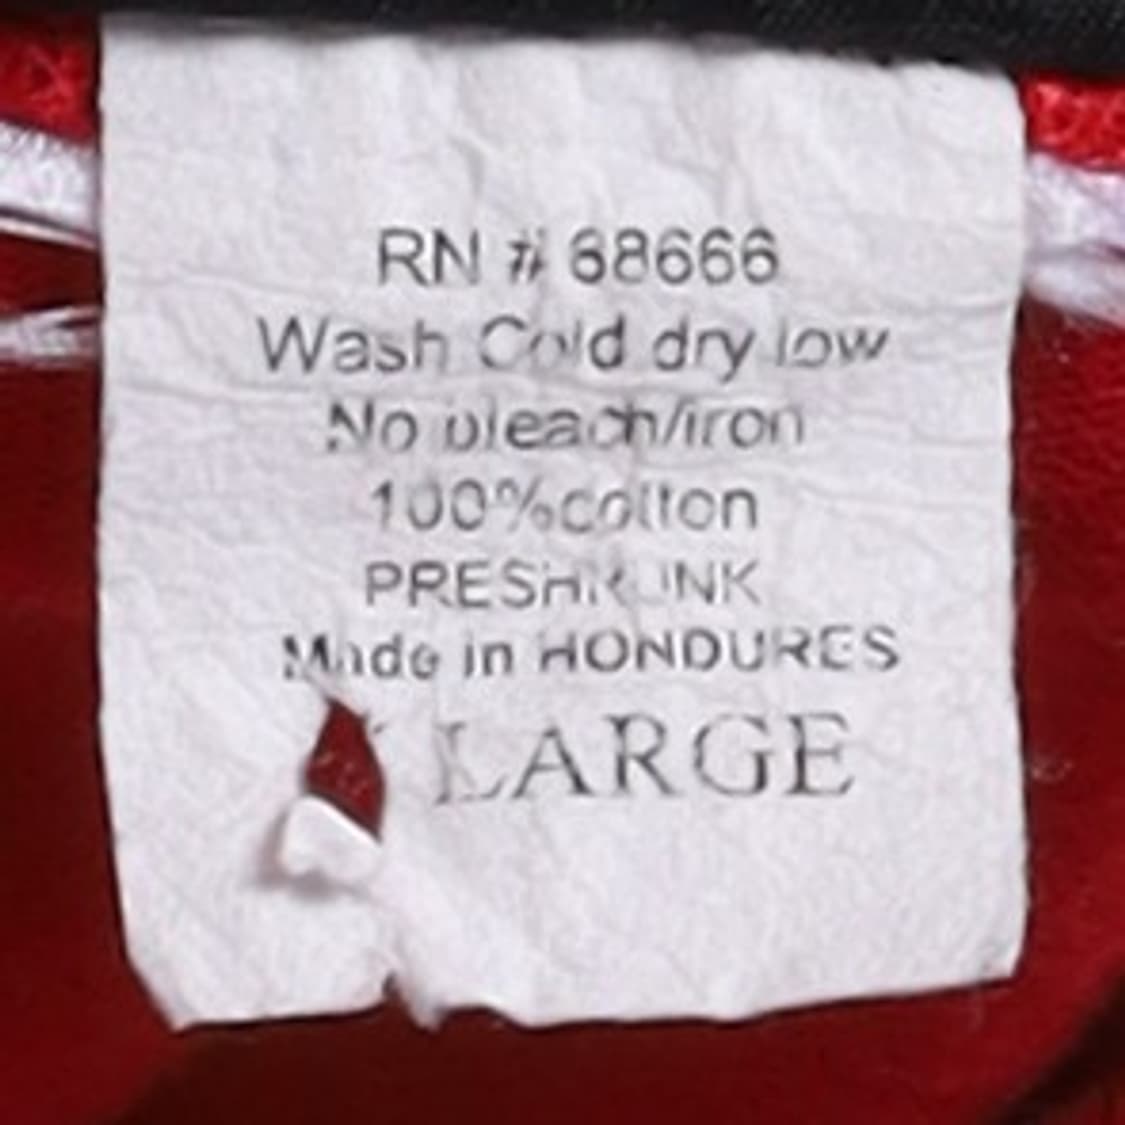 RN # 68666
Wash Cold dry low
No bleach/iron
100%cotton
PRESHRUNK
Made in HONDURES
LARGE